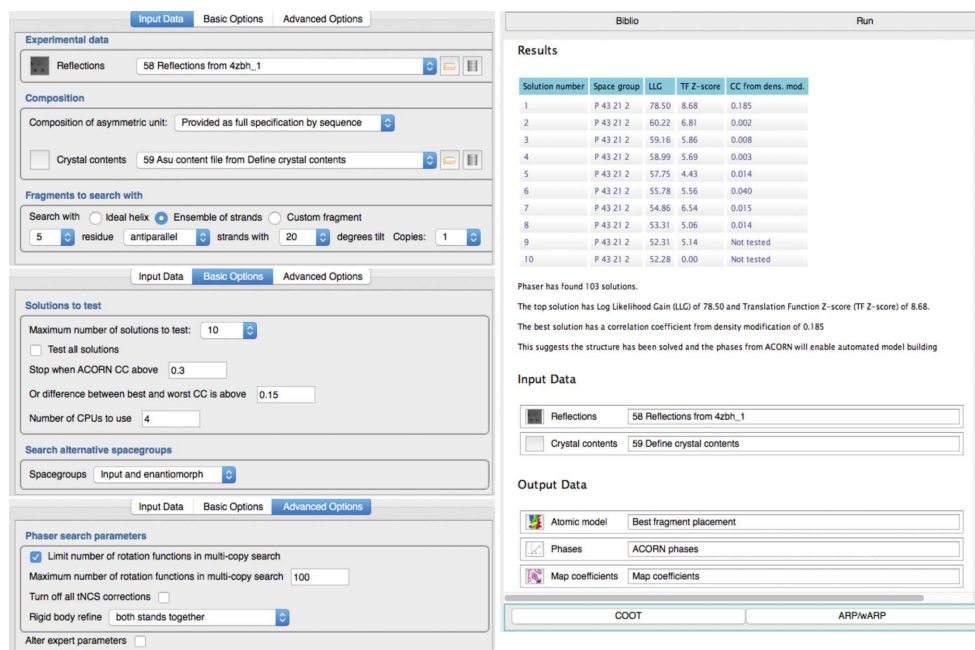 Input Data Basic Options Advanced Options
Experimental data
Reflections 58 Reflections from 4zbh_1
Composition
Composition of asymmetric unit: Provided as full specification by sequence
Crystal contents 59 Asu content file from Define crystal contents
Fragments to search with
Search with Ideal helix Ensemble of strands Custom fragment
5 residue antiparallel strands with 20 degrees tilt Copies: 1
Input Data Basic Options Advanced Options
Solutions to test
Maximum number of solutions to test: 10
Test all solutions
Stop when ACORN CC above 0.3
Or difference between best and worst CC is above 0.15
Number of CPUs to use 4
Search alternative spacegroups
Spacegroups Input and enantiomorph
Input Data Basic Options Advanced Options
Phaser search parameters
Limit number of rotation functions in multi-copy search
Maximum number of rotation functions in multi-copy search 100
Turn off all tNCS corrections
Rigid body refine both stands together
Alter expert parameters
Biblio Run
Results
Solution number Space group LLG TF Z-score CC from dens. mod.
1 P 43 21 2 78.50 8.68 0.185
2 P 43 21 2 60.22 6.81 0.002
3 P 43 21 2 59.16 5.86 0.008
4 P 43 21 2 58.99 5.69 0.003
5 P 43 21 2 57.75 4.43 0.014
6 P 43 21 2 55.78 5.56 0.040
7 P 43 21 2 54.86 6.54 0.015
8 P 43 21 2 53.31 5.06 0.014
9 P 43 21 2 52.31 5.14 Not tested
10 P 43 21 2 52.28 0.00 Not tested
Phaser has found 103 solutions.
The top solution has Log Likelihood Gain (LLG) of 78.50 and Translation Function Z-score (TF Z-score) of 8.68.
The best solution has a correlation coefficient from density modification of 0.185
This suggests the structure has been solved and the phases from ACORN will enable automated model building
Input Data
Reflections 58 Reflections from 4zbh_1
Crystal contents 59 Define crystal contents
Output Data
Atomic model Best fragment placement
Phases ACORN phases
Map coefficients Map coefficients
COOT ARP/wARP